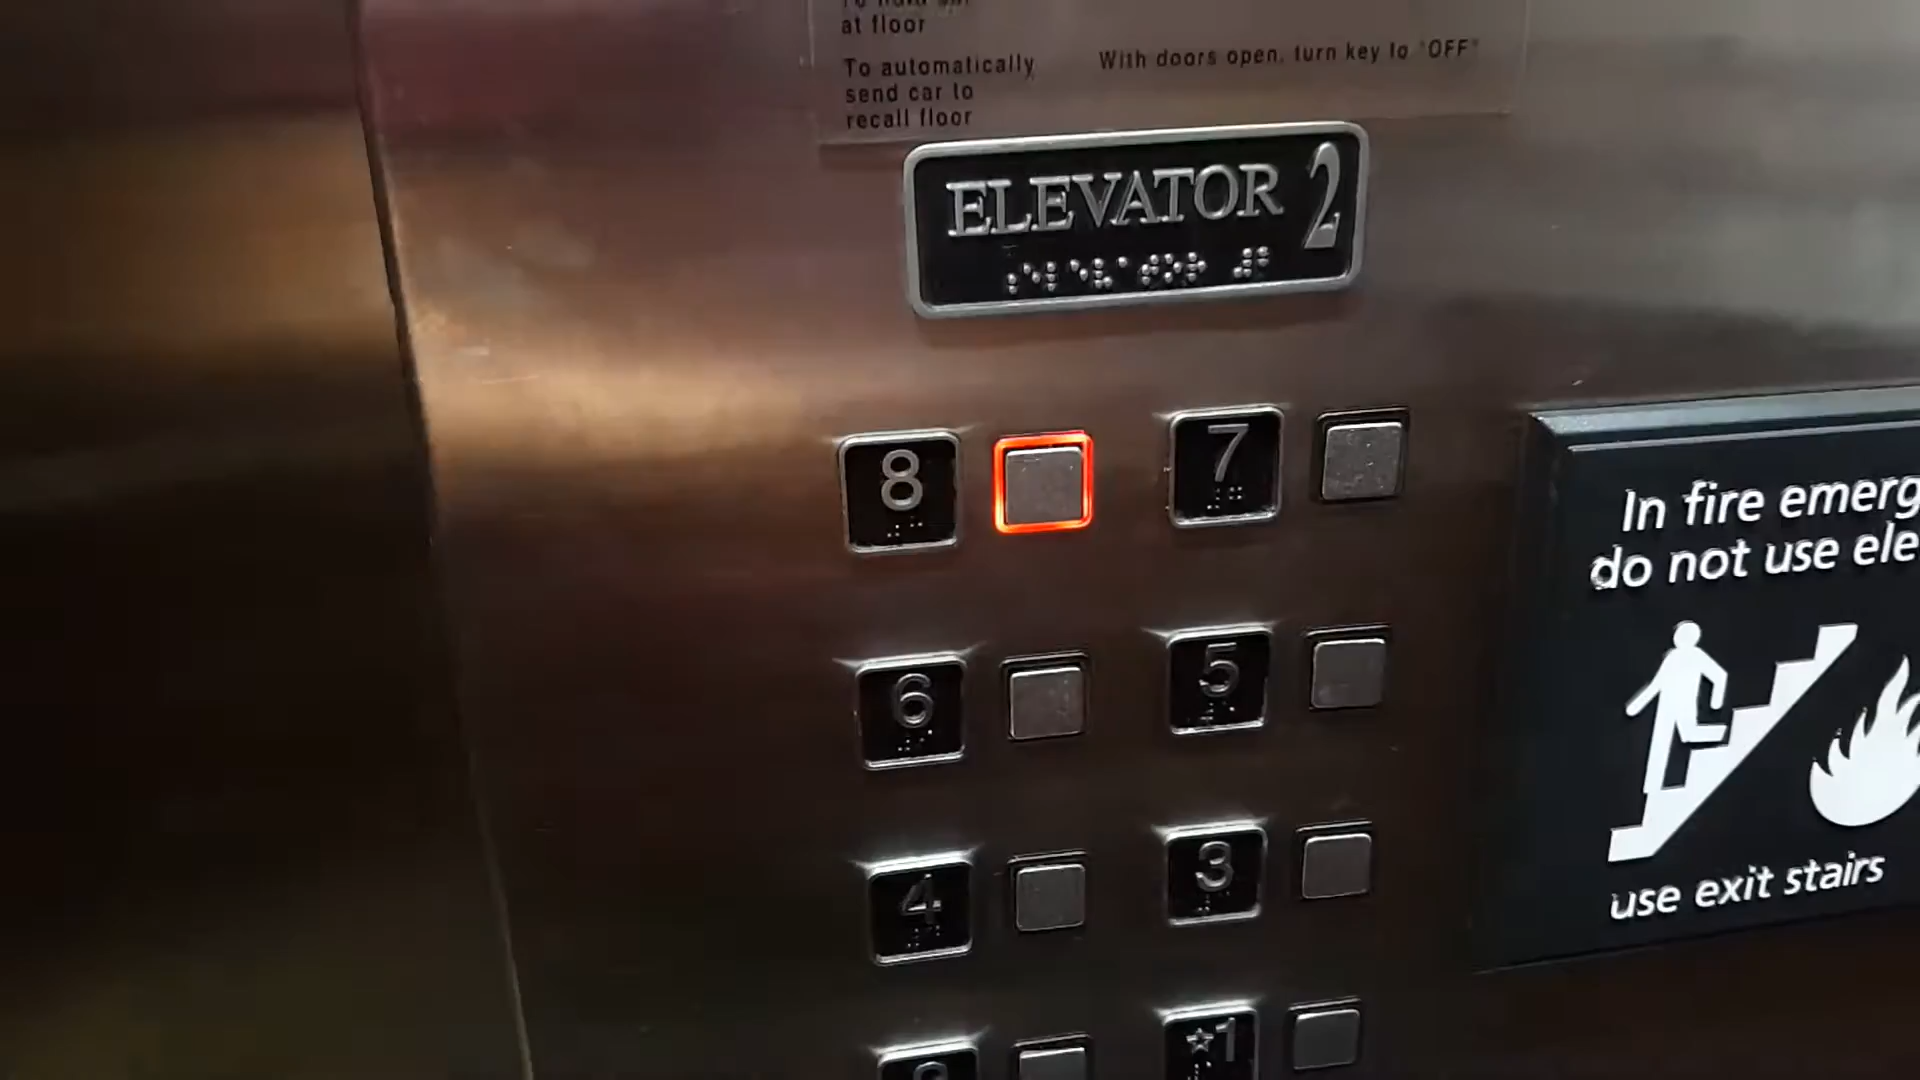 at floor
To automatically
send car to
recall floor
With doors open, turn key to "OFF"
ELEVATOR 2
8
7
6
5
4
3
☆1
In fire emerg
do not use ele
use exit stairs